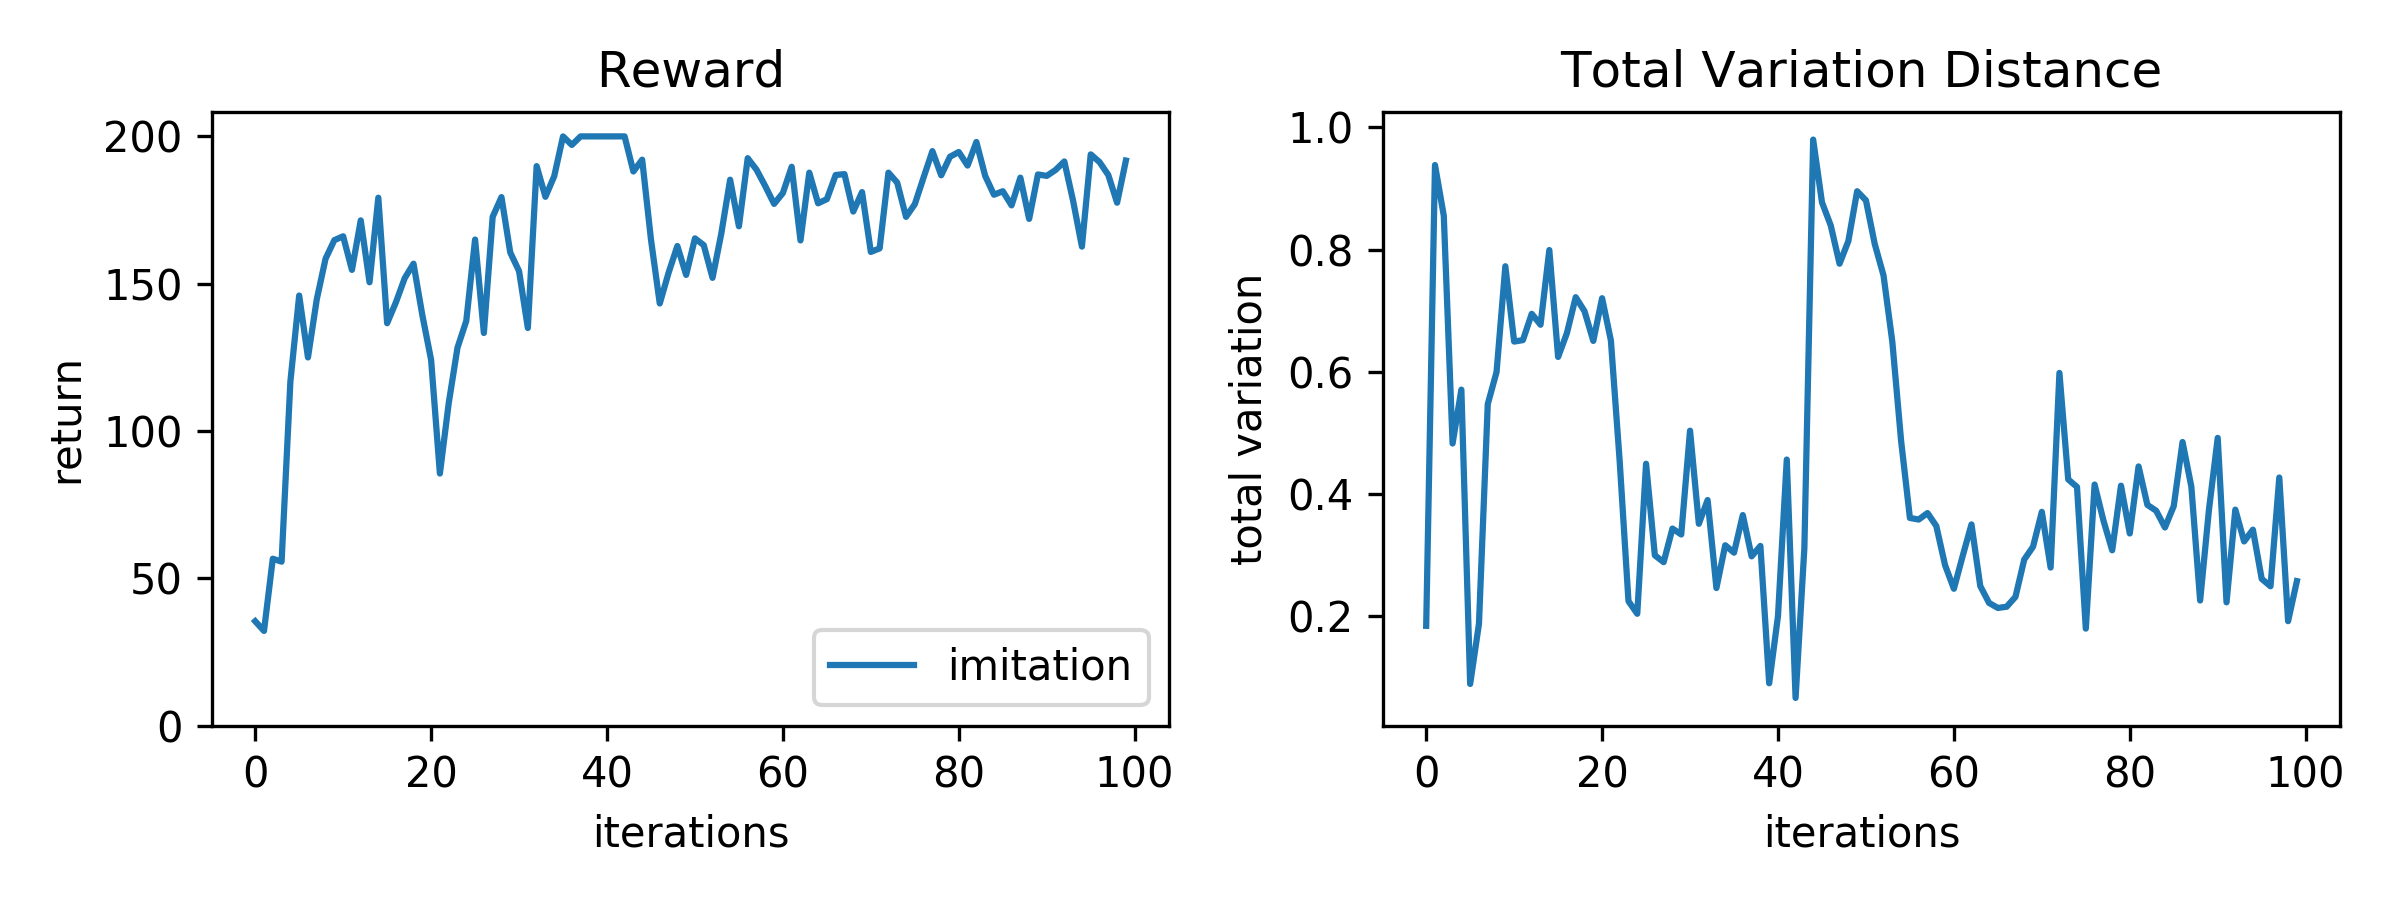 Reward
200
150
100
50
0
return
0 20 40 60 80 100
iterations
imitation
Total Variation Distance
1.0
0.8
0.6
0.4
0.2
total variation
0 20 40 60 80 100
iterations